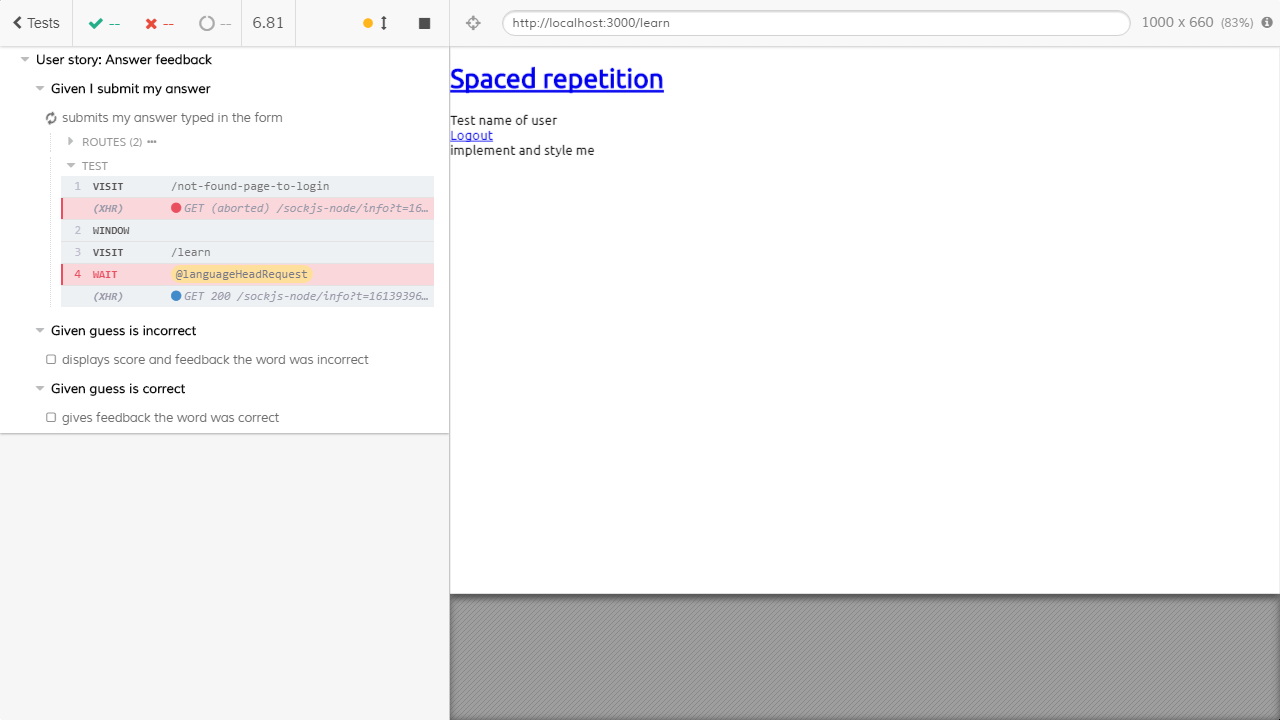 Tests -- -- -- 6.81
http://localhost:3000/learn 1000 x 660 (83%)
User story: Answer feedback
Given I submit my answer
submits my answer typed in the form
ROUTES (2) •••
TEST
1 VISIT /not-found-page-to-login
(XHR) GET (aborted) /sockjs-node/info?t=16…
2 WINDOW
3 VISIT /learn
4 WAIT @languageHeadRequest
(XHR) GET 200 /sockjs-node/info?t=16139396…
Given guess is incorrect
displays score and feedback the word was incorrect
Given guess is correct
gives feedback the word was correct
Spaced repetition
Test name of user
Logout
implement and style me